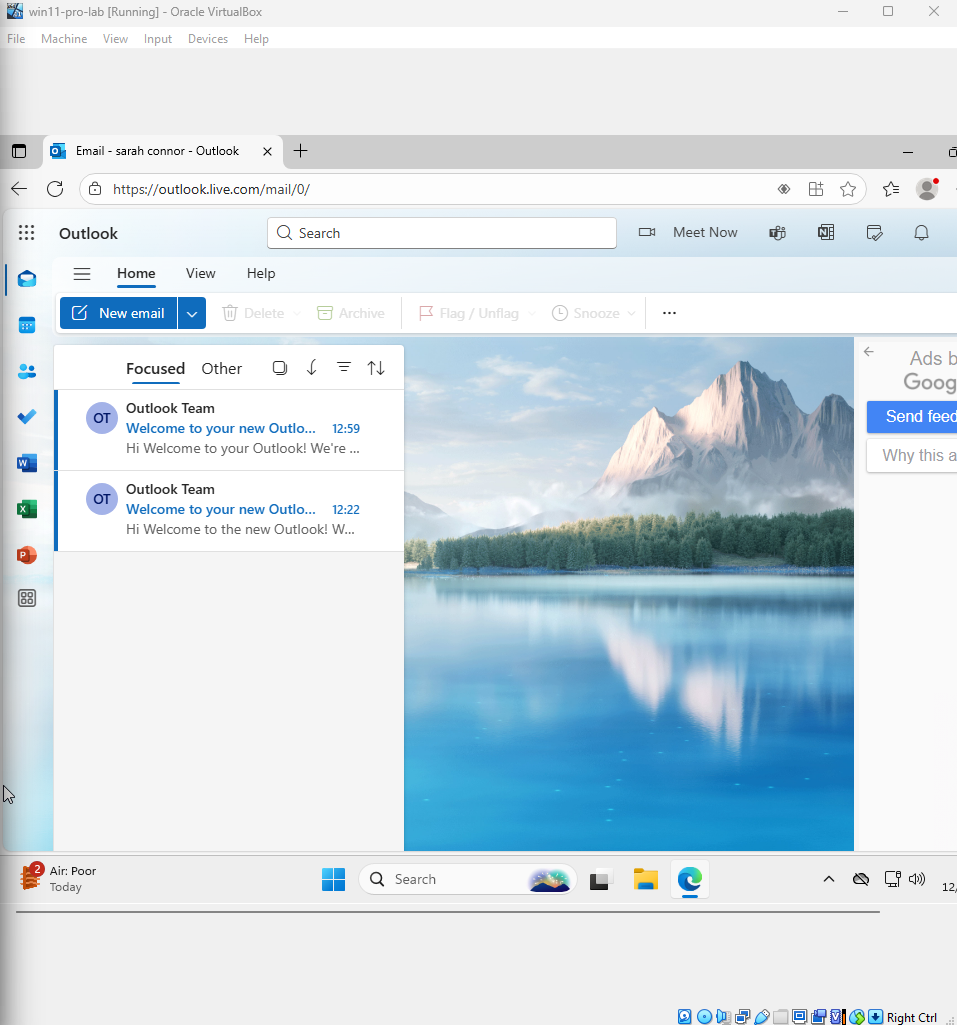 win11-pro-lab [Running] - Oracle VirtualBox
File Machine View Input Devices Help
Email - sarah connor - Outlook
https://outlook.live.com/mail/0/
Outlook
Search
Meet Now
Home View Help
New email Delete Archive Flag / Unflag Snooze ...
Focused Other
OT
Outlook Team
Welcome to your new Outlo... 12:59
Hi Welcome to your Outlook! We're ...
OT
Outlook Team
Welcome to your new Outlo... 12:22
Hi Welcome to the new Outlook! W...
Ads b
Goog
Send feed
Why this a
2
Air: Poor
Today
Search
12/
Right Ctrl